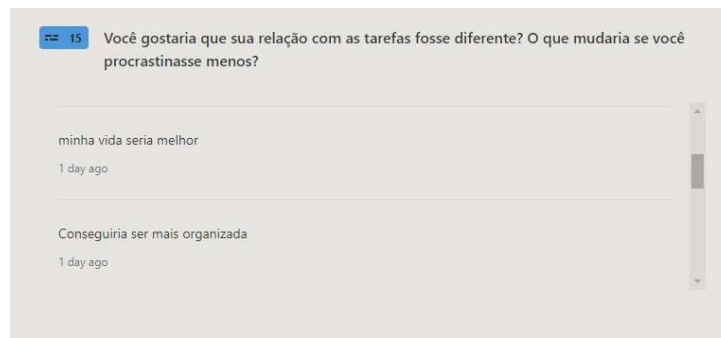 15 Você gostaria que sua relação com as tarefas fosse diferente? O que mudaria se você
procrastinasse menos?
minha vida seria melhor
1 day ago
Conseguiria ser mais organizada
1 day ago